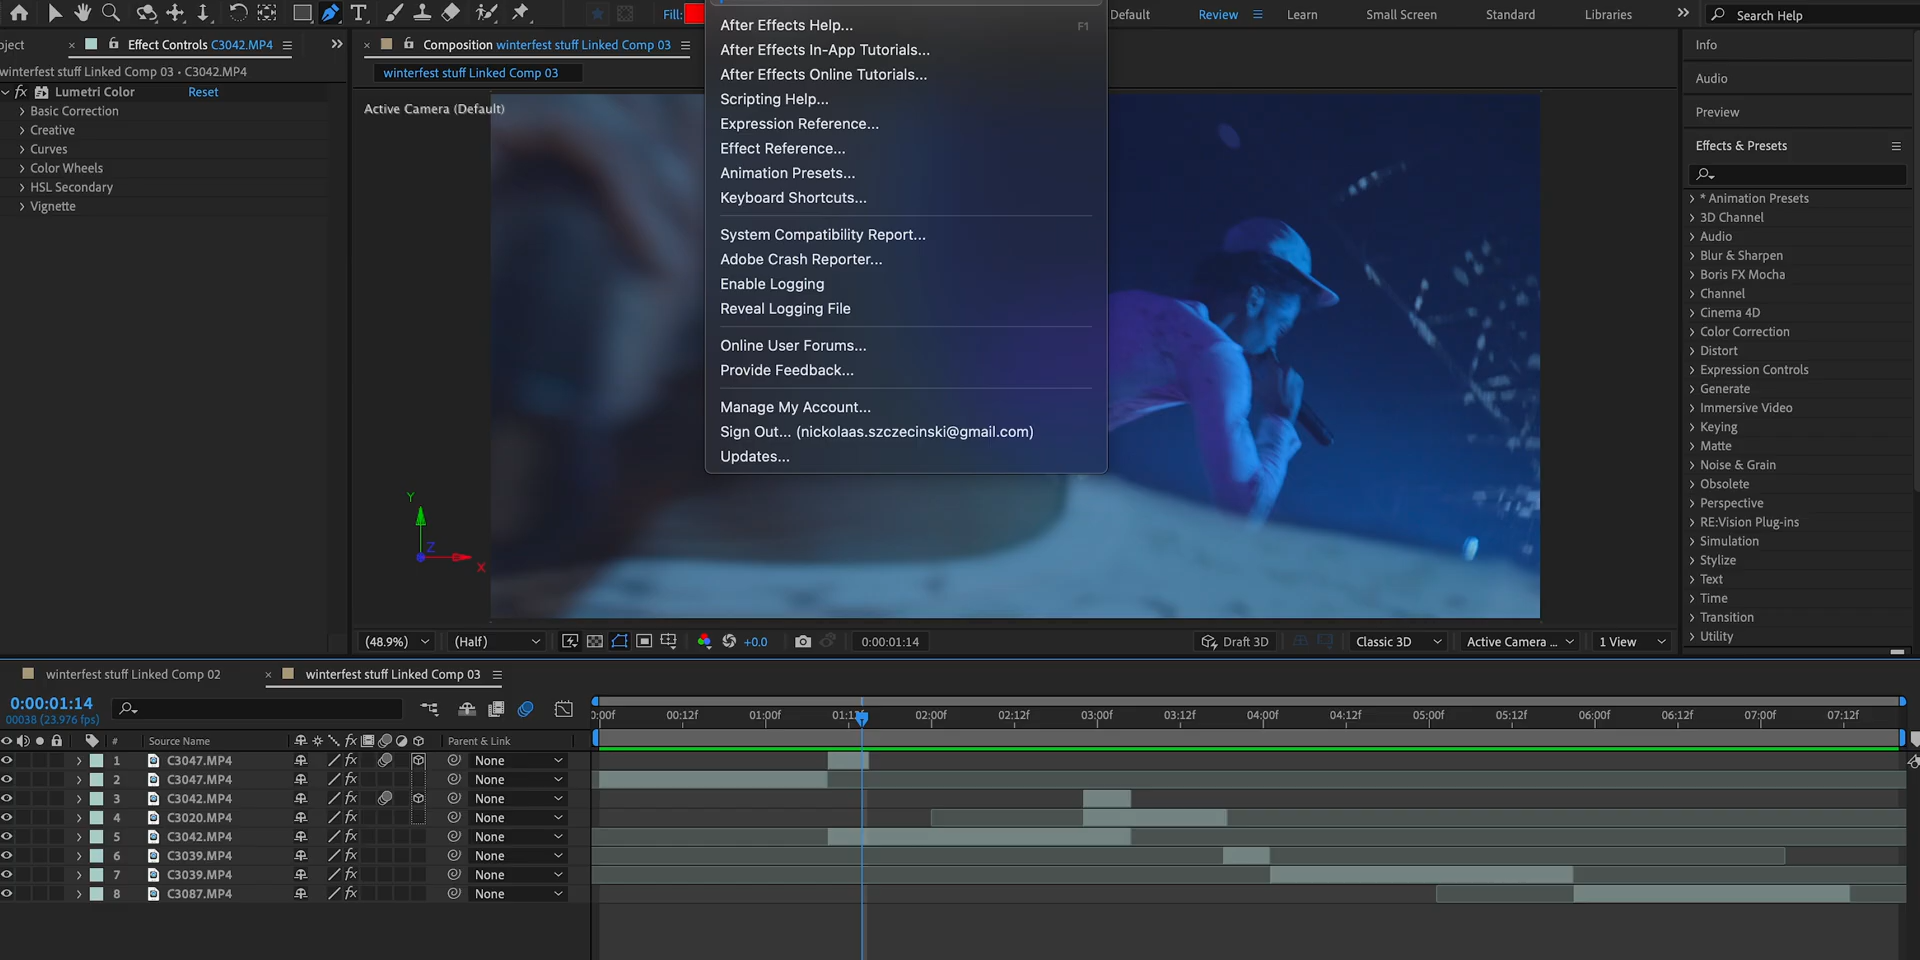 Fill:
Default
Review
Learn
Small Screen
Standard
Libraries
Search Help
oject
Effect Controls C3042.MP4
Composition winterfest stuff Linked Comp 03
winterfest stuff Linked Comp 03 • C3042.MP4
winterfest stuff Linked Comp 03
fx Lumetri Color Reset
Basic Correction
Creative
Curves
Color Wheels
HSL Secondary
Vignette
Active Camera (Default)
After Effects Help... F1
After Effects In-App Tutorials...
After Effects Online Tutorials...
Scripting Help...
Expression Reference...
Effect Reference...
Animation Presets...
Keyboard Shortcuts...
System Compatibility Report...
Adobe Crash Reporter...
Enable Logging
Reveal Logging File
Online User Forums...
Provide Feedback...
Manage My Account...
Sign Out... (nickolaas.szczecinski@gmail.com)
Updates...
Y
Z
X
Info
Audio
Preview
Effects & Presets
* Animation Presets
3D Channel
Audio
Blur & Sharpen
Boris FX Mocha
Channel
Cinema 4D
Color Correction
Distort
Expression Controls
Generate
Immersive Video
Keying
Matte
Noise & Grain
Obsolete
Perspective
RE:Vision Plug-ins
Simulation
Stylize
Text
Time
Transition
Utility
(48.9%) (Half) +0.0 0:00:01:14 Draft 3D Classic 3D Active Camera ... 1 View
winterfest stuff Linked Comp 02
winterfest stuff Linked Comp 03
0:00:01:14
00038 (23.976 fps)
:00f 00:12f 01:00f 01:1 02:00f 02:12f 03:00f 03:12f 04:00f 04:12f 05:00f 05:12f 06:00f 06:12f 07:00f 07:12f
# Source Name fx Parent & Link
1 C3047.MP4 fx None
2 C3047.MP4 fx None
3 C3042.MP4 fx None
4 C3020.MP4 fx None
5 C3042.MP4 fx None
6 C3039.MP4 fx None
7 C3039.MP4 fx None
8 C3087.MP4 fx None